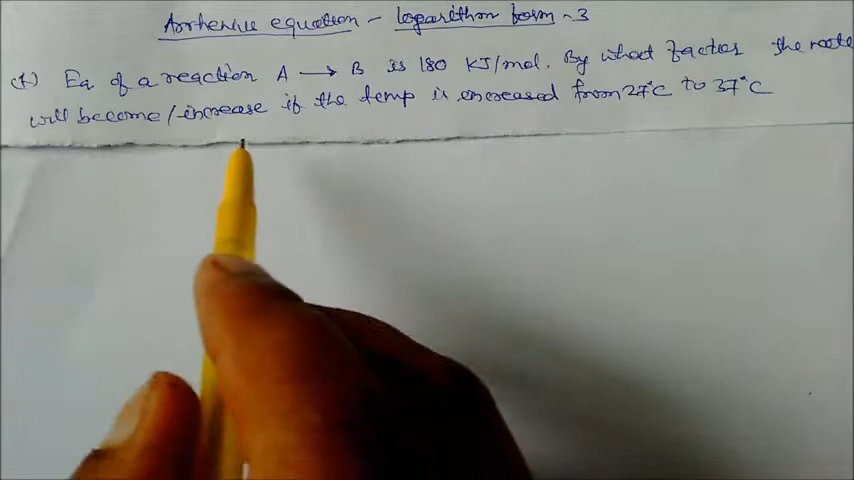 Arrhenius equation - logarithm form - 3
(1) Ea of a reaction A → B is 180 KJ/mol. By what factor the rate
will become/increase if the temp is increased from 27°C to 37°C